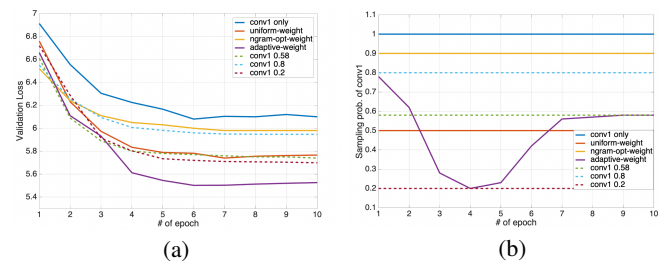 7
6.8
6.6
6.4
6.2
6
5.8
5.6
5.4
Validation Loss
conv1 only
uniform-weight
ngram-opt-weight
adaptive-weight
conv1 0.58
conv1 0.8
conv1 0.2
1 2 3 4 5 6 7 8 9 10
# of epoch
(a)
1.1
1
0.9
0.8
0.7
0.6
0.5
0.4
0.3
0.2
0.1
Sampling prob. of conv1
conv1 only
uniform-weight
ngram-opt-weight
adaptive-weight
conv1 0.58
conv1 0.8
conv1 0.2
1 2 3 4 5 6 7 8 9 10
# of epoch
(b)